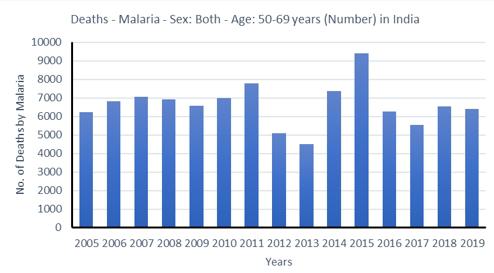 Deaths - Malaria - Sex: Both - Age: 50-69 years (Number) in India
10000
9000
8000
7000
6000
5000
4000
3000
2000
1000
0
No. of Deaths by Malaria
2005 2006 2007 2008 2009 2010 2011 2012 2013 2014 2015 2016 2017 2018 2019
Years